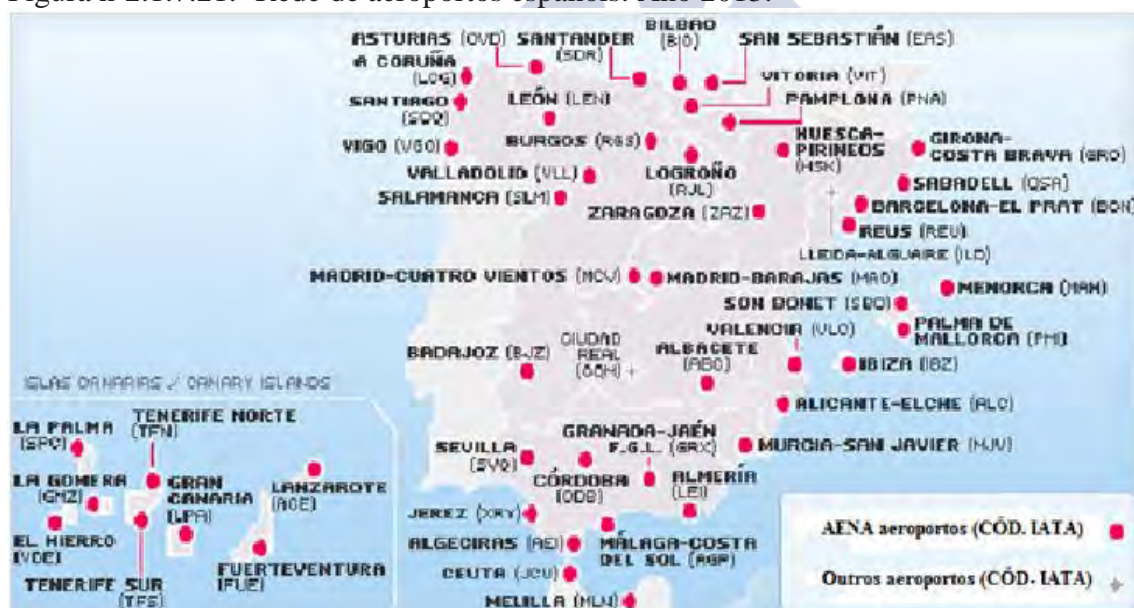 Figura nº2.1.7.21. Rede de aeroportos españois. Ano 2013.
BILBAO
(BIO)
ASTURIAS (OVD)
SANTANDER
(SDR)
SAN SEBASTIÁN (EAS)
A CORUÑA
(LCG)
VITORIA (VIT)
SANTIAGO
(SCQ)
LEÓN (LEN)
PAMPLONA (PNA)
VIGO (VGO)
BURGOS (RGS)
HUESCA-
PIRINEOS
(HSK)
GIRONA-
COSTA BRAVA (GRO)
VALLADOLID (VLL)
LOGROÑO
(RJL)
SABADELL (QSA)
SALAMANCA (SLM)
ZARAGOZA (ZAZ)
BARCELONA-EL PRAT (BCN)
REUS (REU)
LLEIDA-ALGUAIRE (ILD)
MADRID-CUATRO VIENTOS (MCV)
MADRID-BARAJAS (MAD)
MENORCA (MAH)
SON BONET (SBO)
VALENCIA (VLC)
PALMA DE
MALLORCA (PMI)
BADAJOZ (BJZ)
CIUDAD
REAL
(CQM)
ALBACETE
(ABC)
IBIZA (IBZ)
ISLAS CANARIAS / CANARY ISLANDS
ALICANTE-ELCHE (ALC)
LA PALMA
(SPC)
TENERIFE NORTE
(TFN)
GRANADA-JAÉN
F.G.L. (GRX)
MURCIA-SAN JAVIER (MJV)
SEVILLA
(SVQ)
LA GOMERA
(GMZ)
GRAN
CANARIA
(LPA)
LANZAROTE
(ACE)
CÓRDOBA
(ODB)
ALMERÍA
(LEI)
JEREZ (XRY)
EL HIERRO
(VDE)
ALGECIRAS (AEI)
MÁLAGA-COSTA
DEL SOL (AGP)
TENERIFE SUR
(TFS)
FUERTEVENTURA
(FUE)
CEUTA (JCU)
MELILLA (MLN)
AENA aeroportos (CÓD. IATA)
Outros aeroportos (CÓD. IATA)